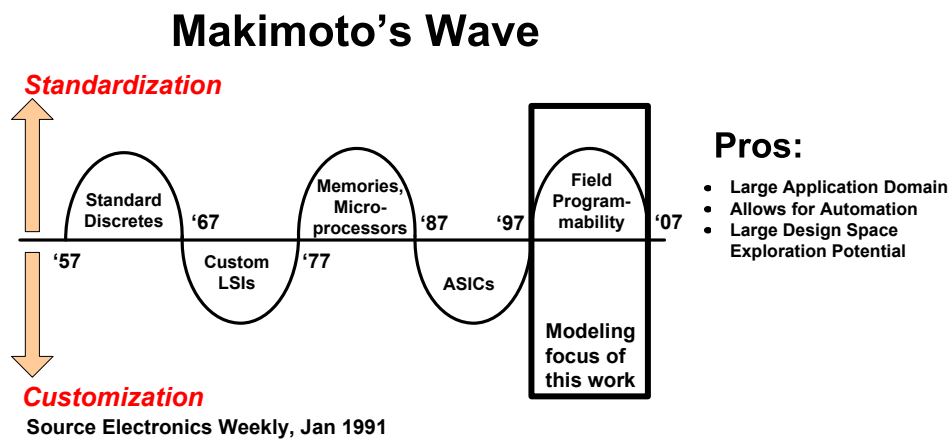 Makimoto's Wave
Standardization
Standard
Discretes
'67
Memories,
Micro-
processors
'87
'97
Field
Program-
mability
'07
'57
Custom
LSIs
'77
ASICs
Modeling
focus of
this work
Customization
Source Electronics Weekly, Jan 1991
Pros:
• Large Application Domain
• Allows for Automation
• Large Design Space
Exploration Potential